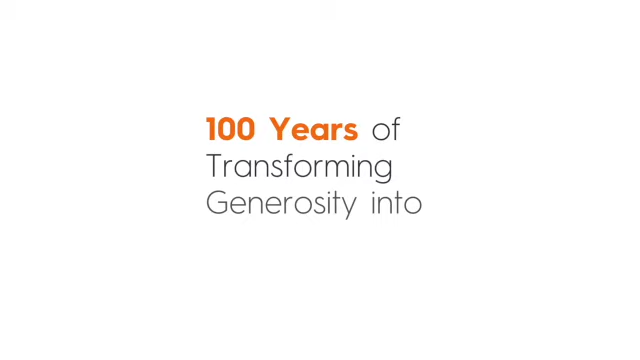 100 Years of
Transforming
Generosity into